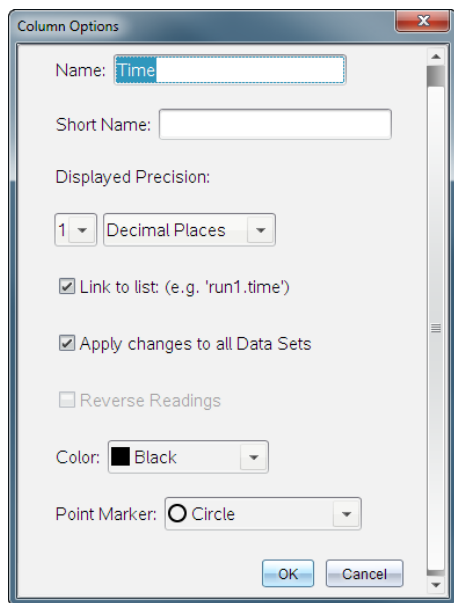 Column Options
Name: Time
Short Name:
Displayed Precision:
1 Decimal Places
Link to list: (e.g. 'run1.time')
Apply changes to all Data Sets
Reverse Readings
Color: Black
Point Marker: Circle
OK Cancel